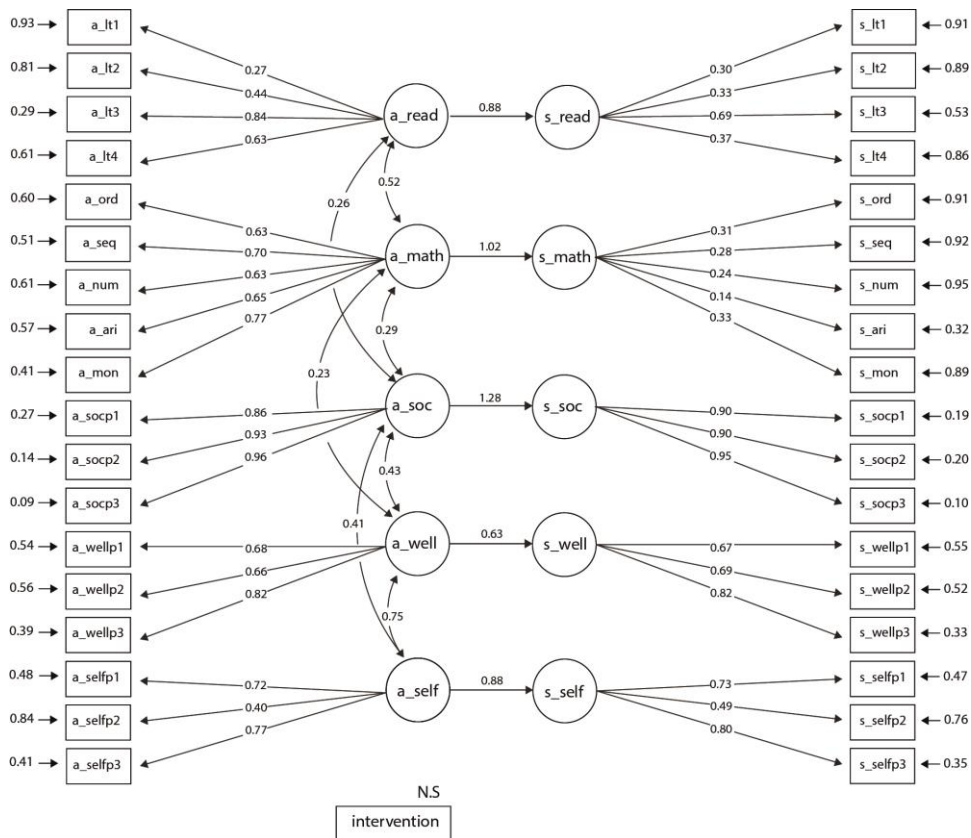 0.93 a_lt1 s_lt1 0.91
0.27 0.30
0.81 a_lt2 s_lt2 0.89
0.44 0.33
0.29 a_lt3 0.84 a_read 0.88 s_read 0.69 s_lt3 0.53
0.63 0.37
0.61 a_lt4 s_lt4 0.86
0.52
0.60 a_ord s_ord 0.91
0.26
0.63 0.31
0.51 a_seq s_seq 0.92
0.70 a_math 1.02 s_math 0.28
0.63 0.24
0.61 a_num s_num 0.95
0.65 0.14
0.57 a_ari s_ari 0.32
0.77 0.33
0.29
0.41 a_mon s_mon 0.89
0.23
0.27 a_socp1 0.86 a_soc 1.28 s_soc 0.90 s_socp1 0.19
0.93 0.90
0.14 a_socp2 s_socp2 0.20
0.96 0.95
0.43
0.09 a_socp3 s_socp3 0.10
0.41
0.54 a_wellp1 0.68 a_well 0.63 s_well 0.67 s_wellp1 0.55
0.66 0.69
0.56 a_wellp2 s_wellp2 0.52
0.82 0.82
0.75
0.39 a_wellp3 s_wellp3 0.33
0.48 a_selfp1 s_selfp1 0.47
0.72 a_self 0.88 s_self 0.73
0.40 0.49
0.84 a_selfp2 s_selfp2 0.76
0.77 0.80
0.41 a_selfp3 s_selfp3 0.35
N.S
intervention